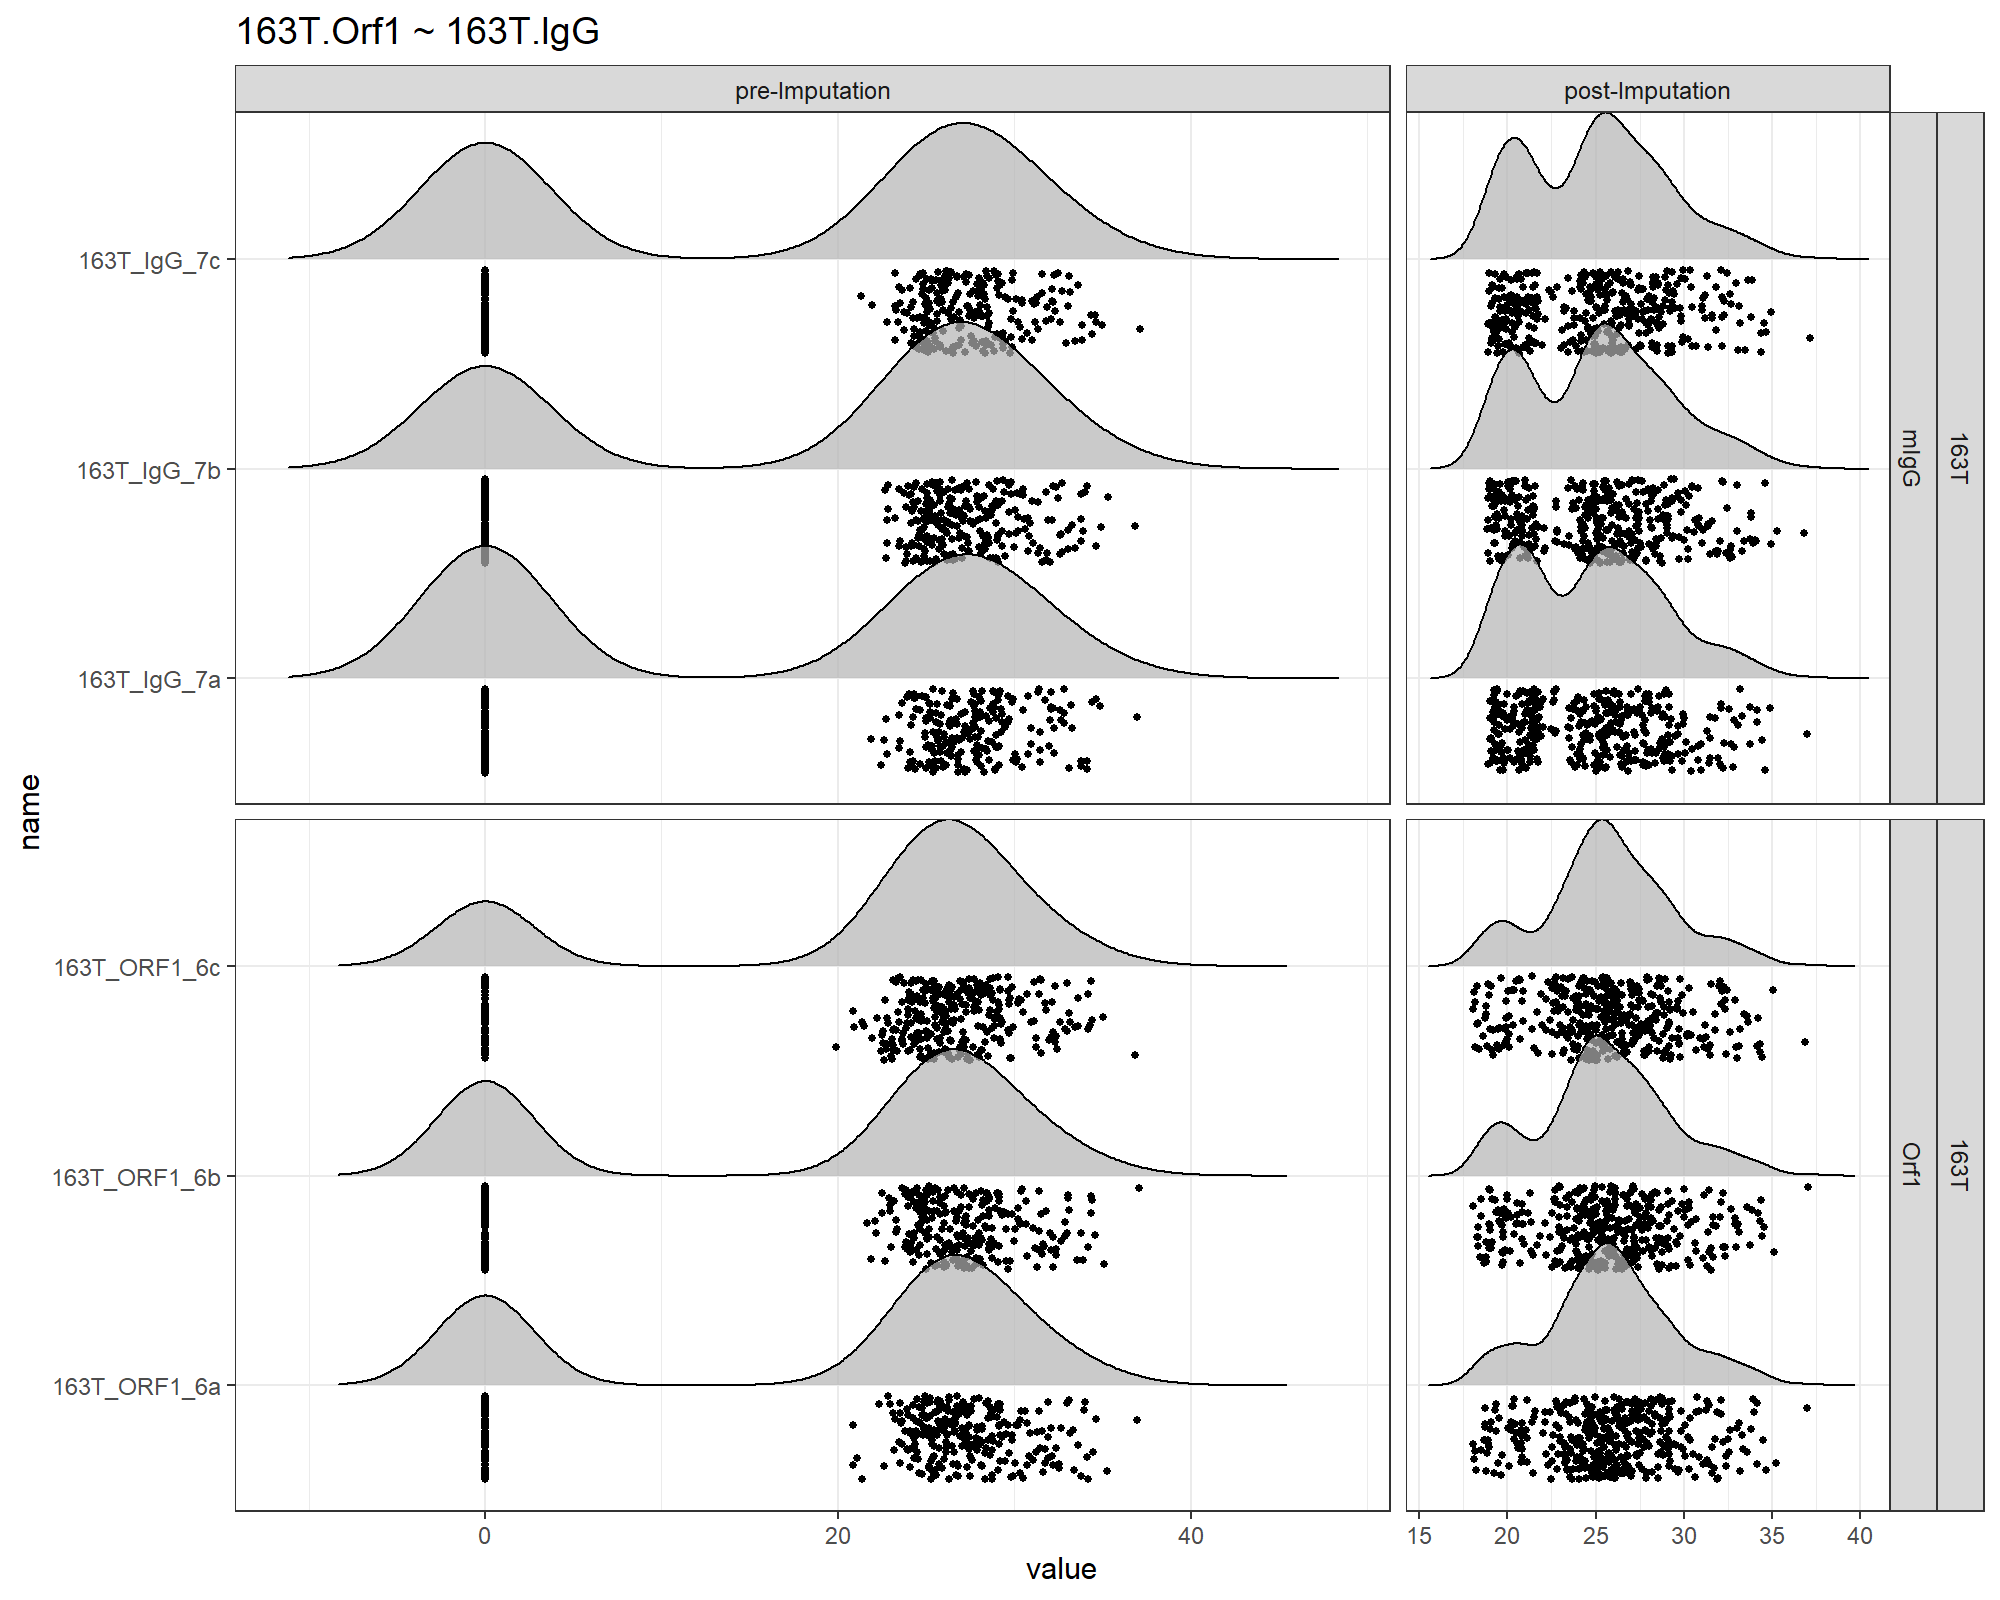 163T.Orf1 ~ 163T.IgG
pre-Imputation
post-Imputation
163T_IgG_7c
163T_IgG_7b
163T_IgG_7a
mIgG
163T
name
163T_ORF1_6c
163T_ORF1_6b
163T_ORF1_6a
Orf1
163T
0
20
40
15
20
25
30
35
40
value